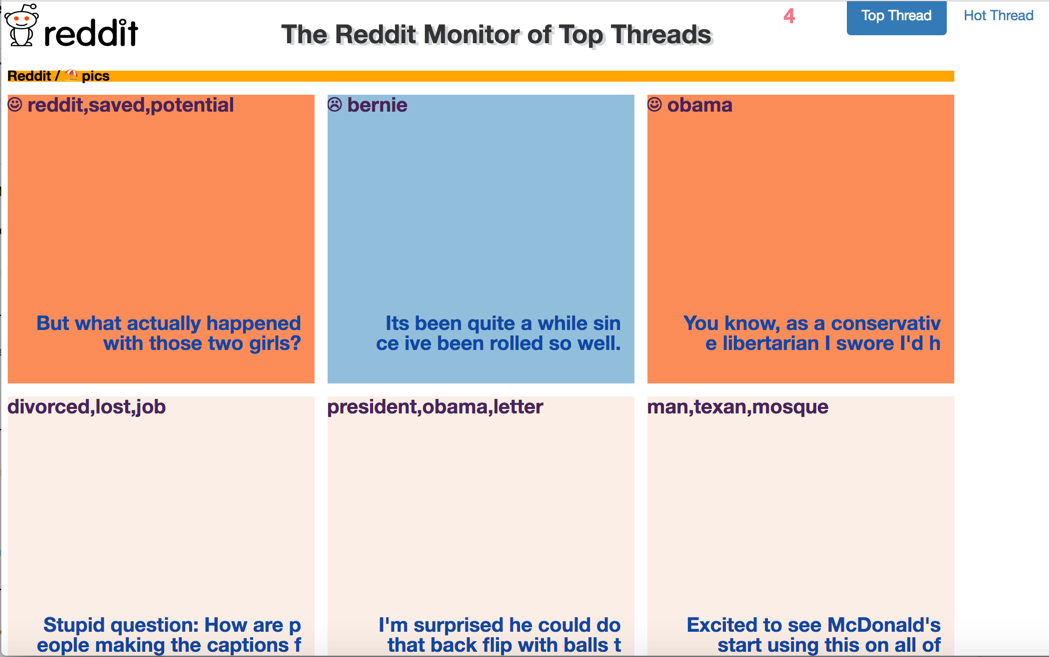 reddit
The Reddit Monitor of Top Threads
4
Top Thread
Hot Thread
Reddit / pics
reddit,saved,potential
But what actually happened
with those two girls?
bernie
Its been quite a while sin
ce ive been rolled so well.
obama
You know, as a conservativ
e libertarian I swore I'd h
divorced,lost,job
Stupid question: How are p
eople making the captions f
president,obama,letter
I'm surprised he could do
that back flip with balls t
man,texan,mosque
Excited to see McDonald's
start using this on all of